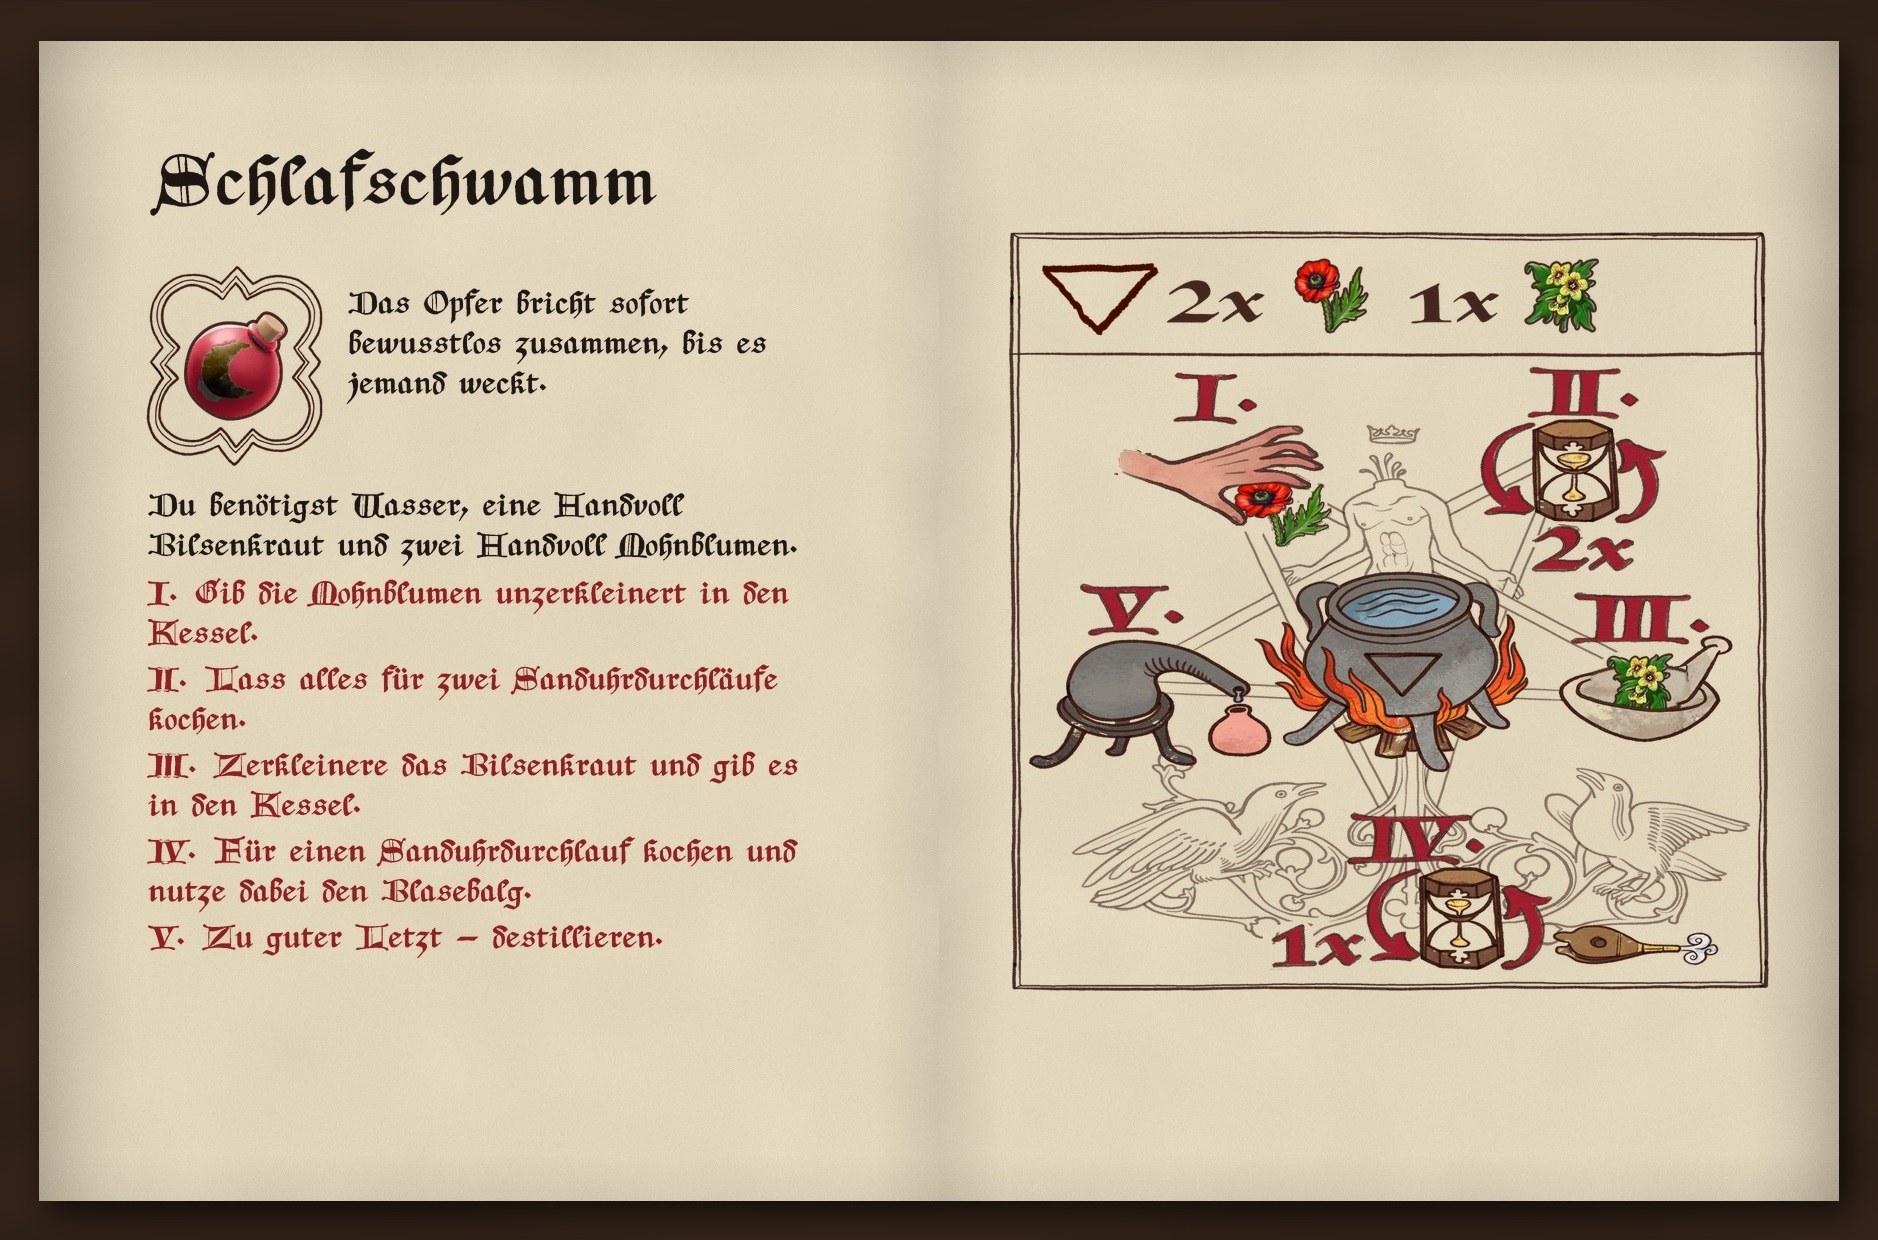 Schlafschwamm
Das Opfer bricht sofort
bewusstlos zusammen, bis es
jemand weckt.
Du benötigst Wasser, eine Handvoll
Bilsenkraut und zwei Handvoll Mohnblumen.
I. Gib die Mohnblumen unzerkleinert in den
Kessel.
II. Lass alles für zwei Sanduhrdurchläufe
kochen.
III. Zerkleinere das Bilsenkraut und gib es
in den Kessel.
IV. Für einen Sanduhrdurchlauf kochen und
nutze dabei den Blasebalg.
V. Zu guter Letzt – destillieren.
2x 1x
I.
II.
2x
III.
V.
IV.
1x